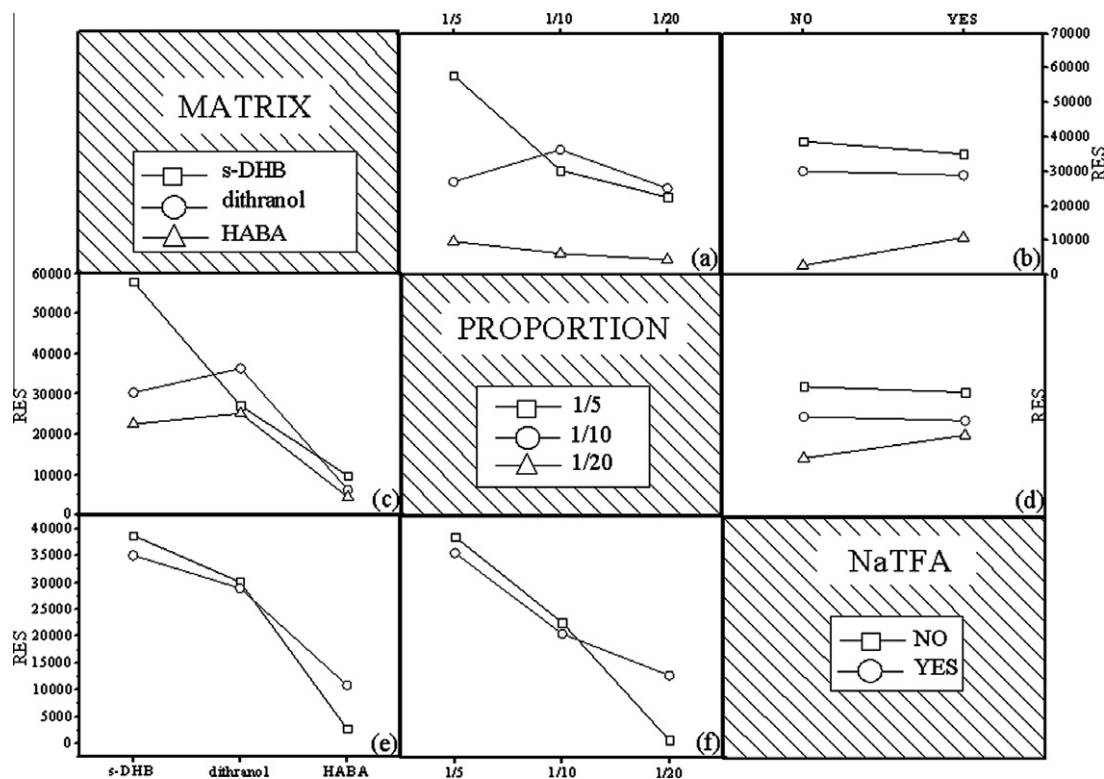 1/5 1/10 1/20 NO YES
MATRIX
s-DHB
dithranol
HABA
(a)
(b)
70000
60000
50000
40000
30000
20000
10000
0
RES
60000
50000
40000
30000
20000
10000
0
RES
(c)
PROPORTION
1/5
1/10
1/20
(d)
RES
40000
35000
30000
25000
20000
15000
10000
5000
0
RES
(e)
(f)
NaTFA
NO
YES
s-DHB dithranol HABA 1/5 1/10 1/20